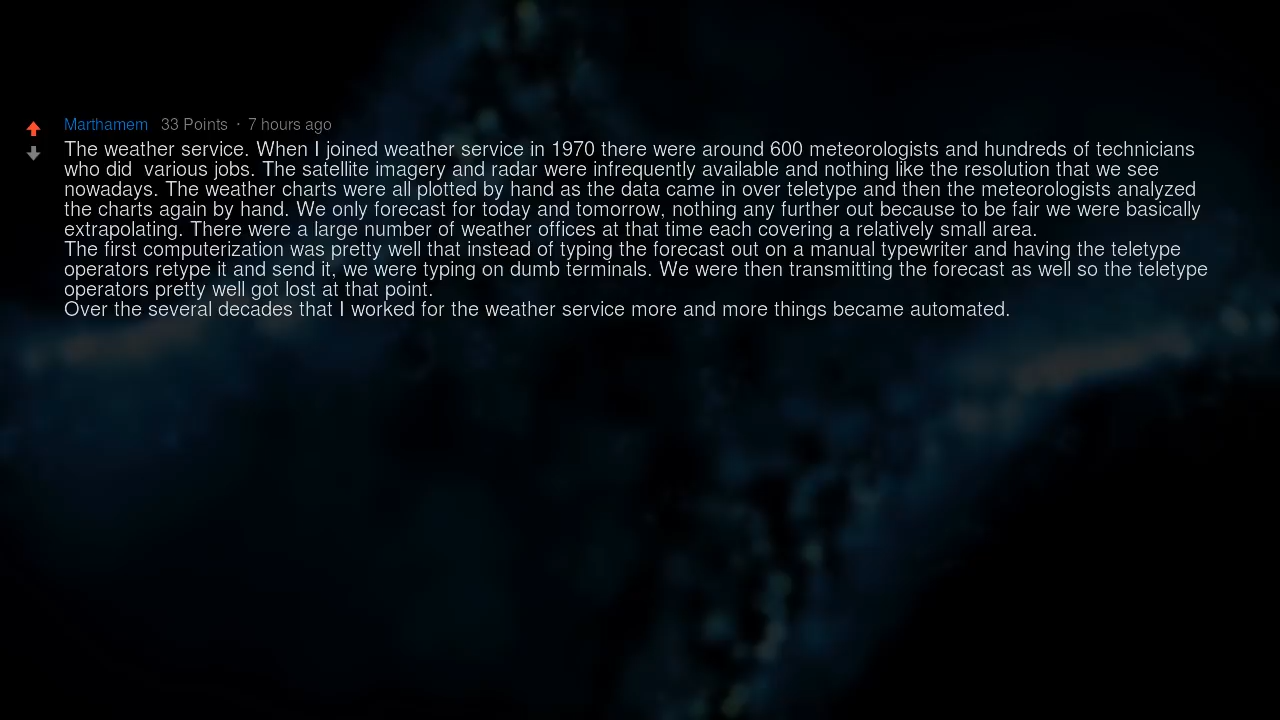 Marthamem 33 Points · 7 hours ago
The weather service. When I joined weather service in 1970 there were around 600 meteorologists and hundreds of technicians
who did  various jobs. The satellite imagery and radar were infrequently available and nothing like the resolution that we see
nowadays. The weather charts were all plotted by hand as the data came in over teletype and then the meteorologists analyzed
the charts again by hand. We only forecast for today and tomorrow, nothing any further out because to be fair we were basically
extrapolating. There were a large number of weather offices at that time each covering a relatively small area.
The first computerization was pretty well that instead of typing the forecast out on a manual typewriter and having the teletype
operators retype it and send it, we were typing on dumb terminals. We were then transmitting the forecast as well so the teletype
operators pretty well got lost at that point.
Over the several decades that I worked for the weather service more and more things became automated.